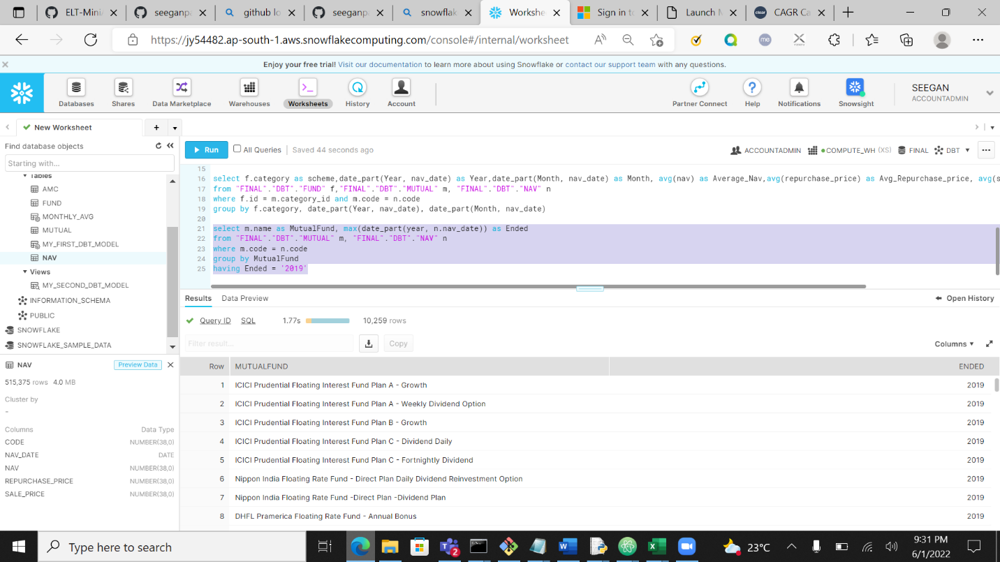 ELT-Mini
seeganpa
github lo
seeganpa
snowflak
Workshe
Sign in to
Launch M
CAGR Ca
https://jy54482.ap-south-1.aws.snowflakecomputing.com/console#/internal/worksheet
Enjoy your free trial! Visit our documentation to learn more about using Snowflake or contact our support team with any questions.
Databases
Shares
Data Marketplace
Warehouses
Worksheets
History
Account
Partner Connect
Help
Notifications
Snowsight
SEEGAN
ACCOUNTADMIN
New Worksheet
Find database objects
Starting with...
Tables
AMC
FUND
MONTHLY_AVG
MUTUAL
MY_FIRST_DBT_MODEL
NAV
Views
MY_SECOND_DBT_MODEL
INFORMATION_SCHEMA
PUBLIC
SNOWFLAKE
SNOWFLAKE_SAMPLE_DATA
NAV
Preview Data
515,375 rows 4.0 MB
Cluster by
-
Columns Data Type
CODE NUMBER(38,0)
NAV_DATE DATE
NAV NUMBER(38,0)
REPURCHASE_PRICE NUMBER(38,0)
SALE_PRICE NUMBER(38,0)
Run All Queries | Saved 44 seconds ago
ACCOUNTADMIN COMPUTE_WH (XS) FINAL DBT
15
16 select f.category as scheme,date_part(Year, nav_date) as Year,date_part(Month, nav_date) as Month, avg(nav) as Average_Nav,avg(repurchase_price) as Avg_Repurchase_price, avg(s
17 from "FINAL"."DBT"."FUND" f,"FINAL"."DBT"."MUTUAL" m, "FINAL"."DBT"."NAV" n
18 where f.id = m.category_id and m.code = n.code
19 group by f.category, date_part(Year, nav_date), date_part(Month, nav_date)
20
21 select m.name as MutualFund, max(date_part(year, n.nav_date)) as Ended
22 from "FINAL"."DBT"."MUTUAL" m, "FINAL"."DBT"."NAV" n
23 where m.code = n.code
24 group by MutualFund
25 having Ended = '2019'
Results Data Preview
Open History
Query ID SQL 1.77s 10,259 rows
Filter result...
Copy
Columns
Row MUTUALFUND ENDED
1 ICICI Prudential Floating Interest Fund Plan A - Growth 2019
2 ICICI Prudential Floating Interest Fund Plan A - Weekly Dividend Option 2019
3 ICICI Prudential Floating Interest Fund Plan B - Growth 2019
4 ICICI Prudential Floating Interest Fund Plan C - Dividend Daily 2019
5 ICICI Prudential Floating Interest Fund Plan C - Fortnightly Dividend 2019
6 Nippon India Floating Rate Fund - Direct Plan Daily Dividend Reinvestment Option 2019
7 Nippon India Floating Rate Fund -Direct Plan -Dividend Plan 2019
8 DHFL Pramerica Floating Rate Fund - Annual Bonus 2019
Type here to search
2
23°C
9:31 PM
6/1/2022